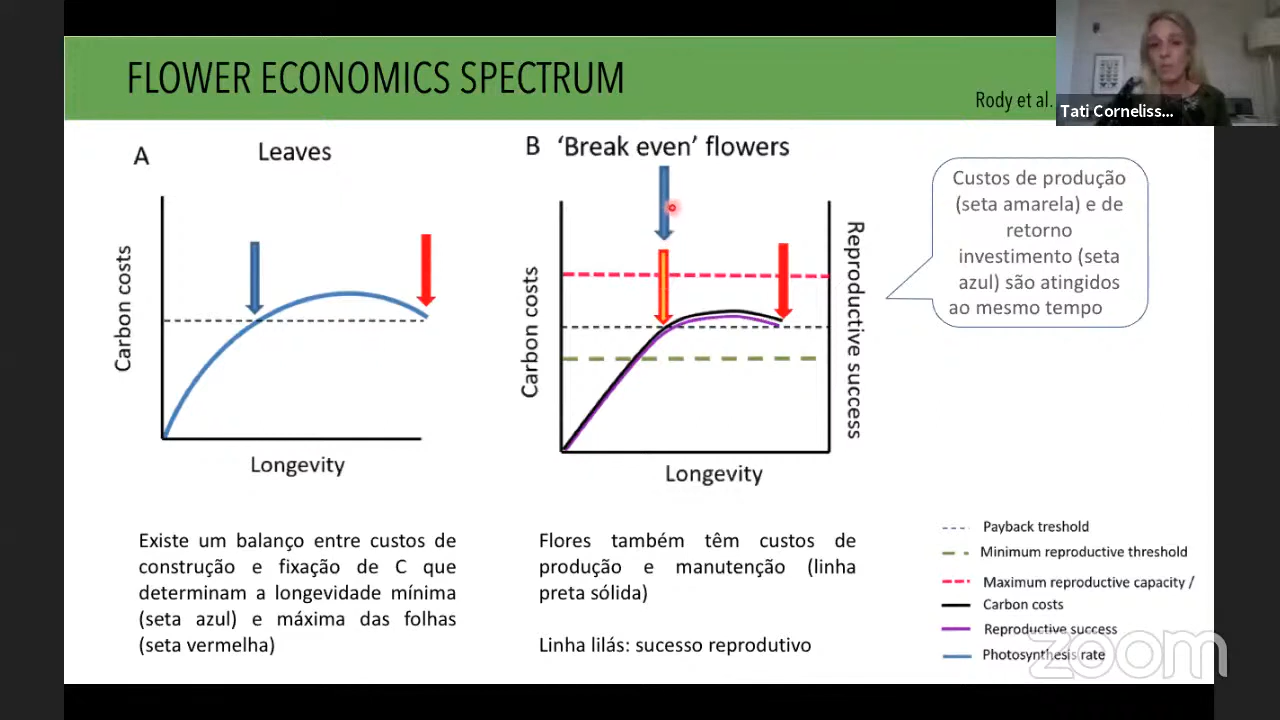 FLOWER ECONOMICS SPECTRUM
Rody et al.
Tati Corneliss...
A
Leaves
Carbon costs
Longevity
B 'Break even' flowers
Carbon costs
Reproductive success
Longevity
Custos de produção
(seta amarela) e de
retorno
investimento (seta
azul) são atingidos
ao mesmo tempo
Existe um balanço entre custos de
construção e fixação de C que
determinam a longevidade mínima
(seta azul) e máxima das folhas
(seta vermelha)
Flores também têm custos de
produção e manutenção (linha
preta sólida)
Linha lilás: sucesso reprodutivo
Payback treshold
Minimum reproductive threshold
Maximum reproductive capacity /
Carbon costs
Reproductive success
Photosynthesis rate
zoom